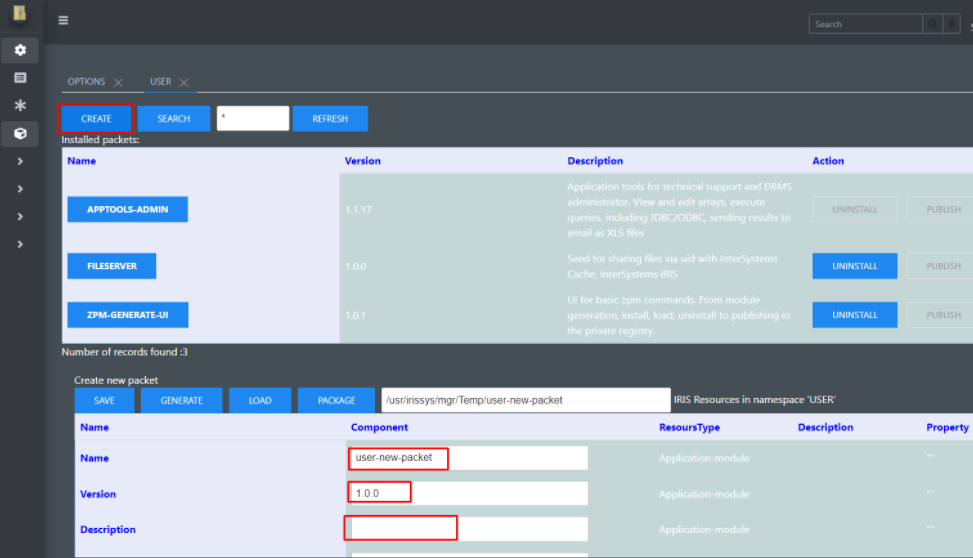 Search
OPTIONS USER
CREATE SEARCH * REFRESH
Installed packets:
Name Version Description Action
APPTOOLS-ADMIN 1.1.17 Application tools for technical support and DBMS administrator. View and edit arrays, execute queries, including JDBC/ODBC, sending results to email as XLS files UNINSTALL PUBLISH
FILESERVER 1.0.0 Seed for sharing files via uid with InterSystems Cache, InterSystems IRIS UNINSTALL PUBLISH
ZPM-GENERATE-UI 1.0.1 UI for basic zpm commands. From module generation, install, load, uninstall to publishing in the private registry. UNINSTALL PUBLISH
Number of records found :3
Create new packet
SAVE GENERATE LOAD PACKAGE /usr/irissys/mgr/Temp/user-new-packet IRIS Resources in namespace 'USER'
Name Component ResoursType Description Property
Name user-new-packet Application-module ""
Version 1.0.0 Application-module ""
Description Application-module ""